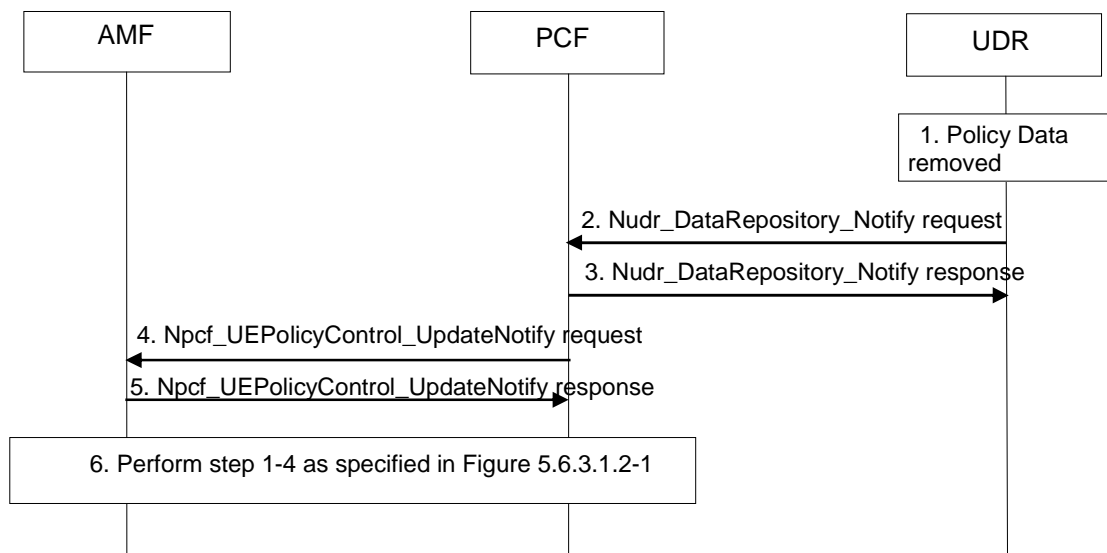 AMF
PCF
UDR
1. Policy Data
removed
2. Nudr_DataRepository_Notify request
3. Nudr_DataRepository_Notify response
4. Npcf_UEPolicyControl_UpdateNotify request
5. Npcf_UEPolicyControl_UpdateNotify response
6. Perform step 1-4 as specified in Figure 5.6.3.1.2-1